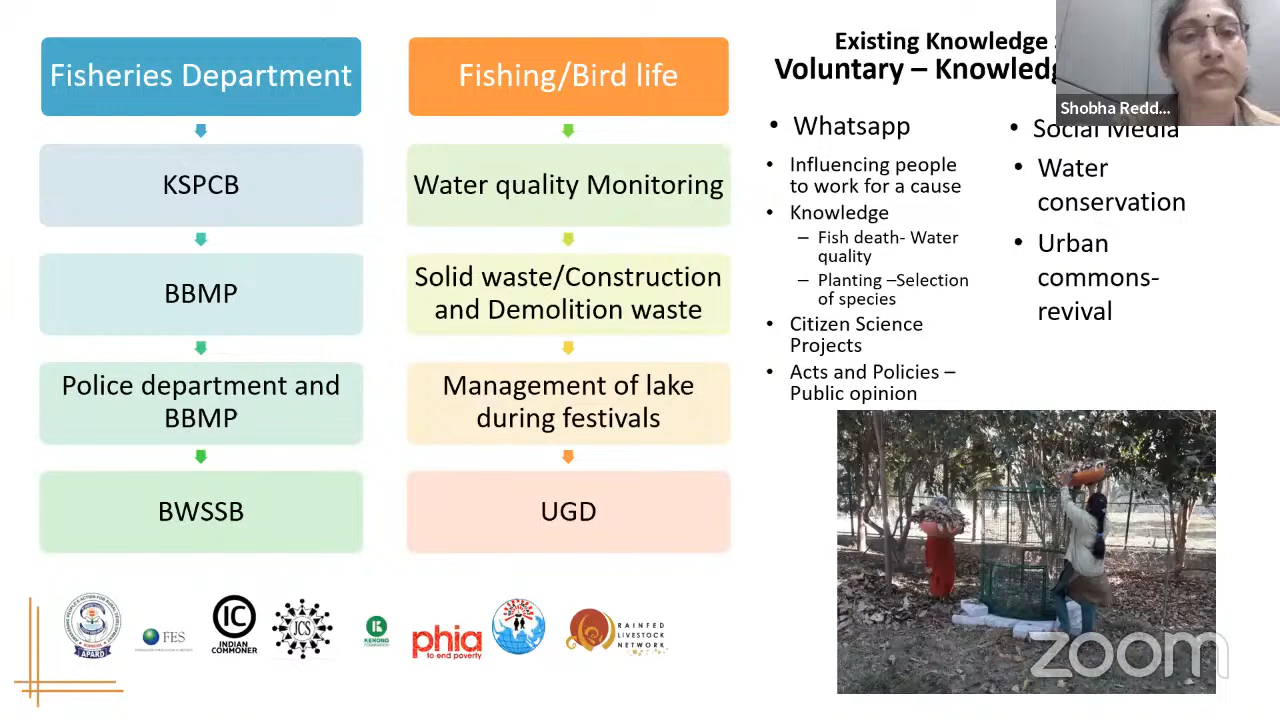 Fisheries Department
KSPCB
BBMP
Police department and
BBMP
BWSSB
Fishing/Bird life
Water quality Monitoring
Solid waste/Construction
and Demolition waste
Management of lake
during festivals
UGD
Existing Knowledge
Voluntary – Knowledg
Shobha Redd...
• Whatsapp
• Influencing people
to work for a cause
• Knowledge
– Fish death- Water
quality
– Planting –Selection
of species
• Citizen Science
Projects
• Acts and Policies –
Public opinion
• Social Media
• Water
conservation
• Urban
commons-
revival
APARD
FES
IC
INDIAN
COMMONER
JCS
phia
to end poverty
RAINFED
LIVESTOCK
NETWORK
zoom